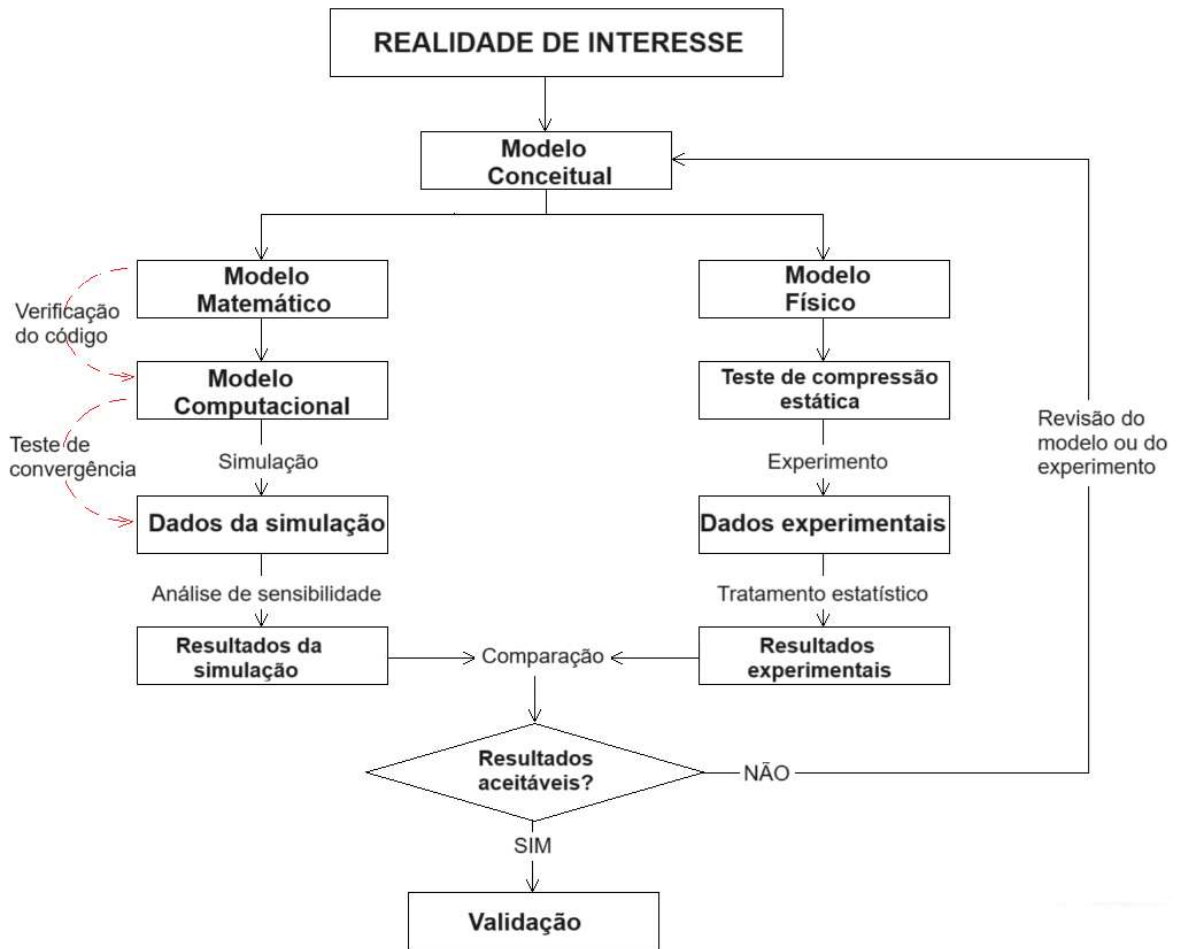 REALIDADE DE INTERESSE
Modelo
Conceitual
Modelo
Matemático
Modelo
Físico
Verificação
do código
Modelo
Computacional
Teste de compressão
estática
Teste de
convergência
Simulação
Experimento
Revisão do
modelo ou do
experimento
Dados da simulação
Dados experimentais
Análise de sensibilidade
Tratamento estatístico
Resultados da
simulação
Comparação
Resultados
experimentais
Resultados
aceitáveis?
NÃO
SIM
Validação